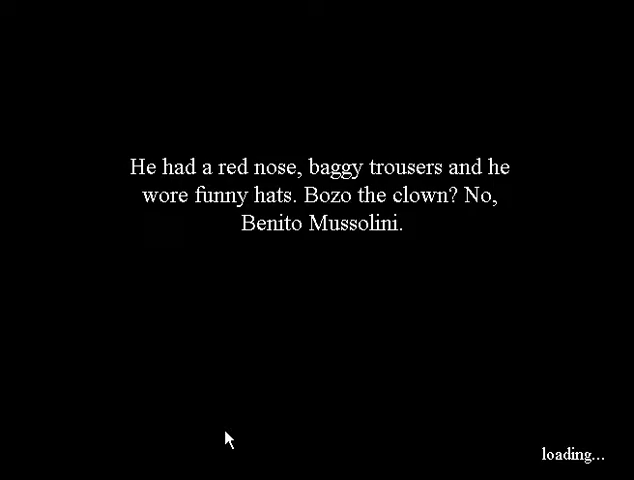 He had a red nose, baggy trousers and he
wore funny hats. Bozo the clown? No,
Benito Mussolini.
loading...